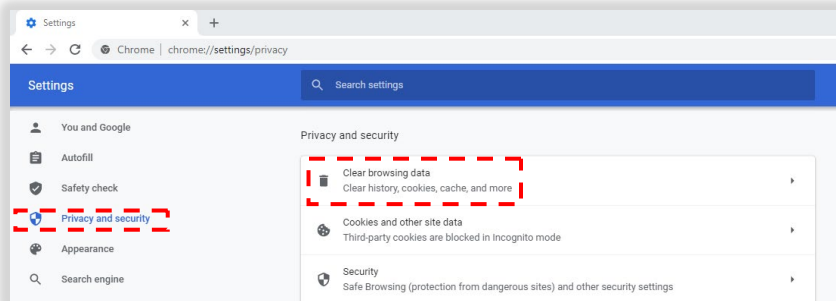 Settings
Chrome | chrome://settings/privacy
Settings
Search settings
You and Google
Autofill
Safety check
Privacy and security
Appearance
Search engine
Privacy and security
Clear browsing data
Clear history, cookies, cache, and more
Cookies and other site data
Third-party cookies are blocked in Incognito mode
Security
Safe Browsing (protection from dangerous sites) and other security settings